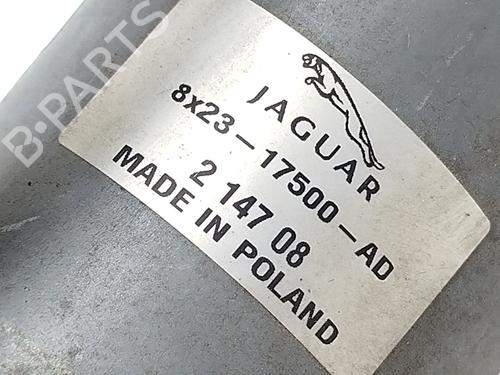 JAGUAR
8x23-17500-AD
2 147 08
MADE IN POLAND
B-PARTS